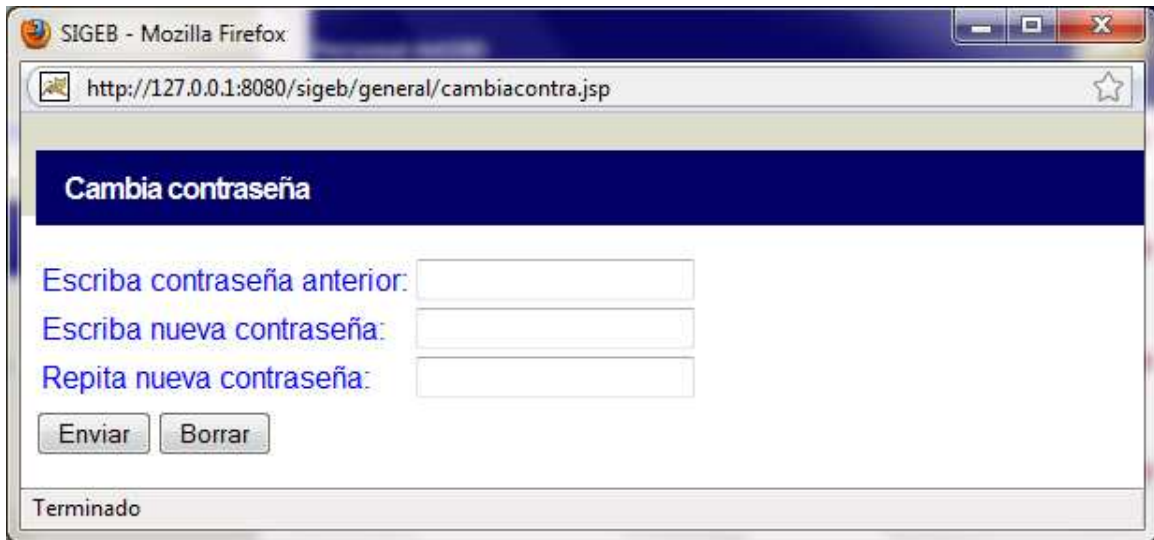 SIGEB - Mozilla Firefox
http://127.0.0.1:8080/sigeb/general/cambiacontra.jsp
Cambia contraseña
Escriba contraseña anterior:
Escriba nueva contraseña:
Repita nueva contraseña:
Enviar Borrar
Terminado